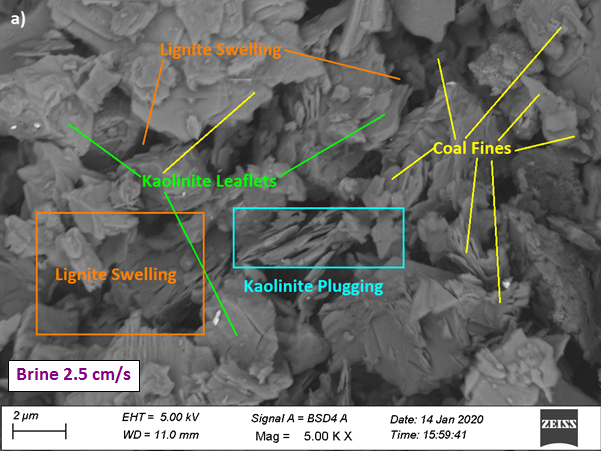 a)
Lignite Swelling
Coal Fines
Kaolinite Leaflets
Lignite Swelling
Kaolinite Plugging
Brine 2.5 cm/s
2 µm
EHT = 5.00 kV
Signal A = BSD4 A
Date: 14 Jan 2020
ZEISS
WD = 11.0 mm
Mag = 5.00 K X
Time: 15:59:41